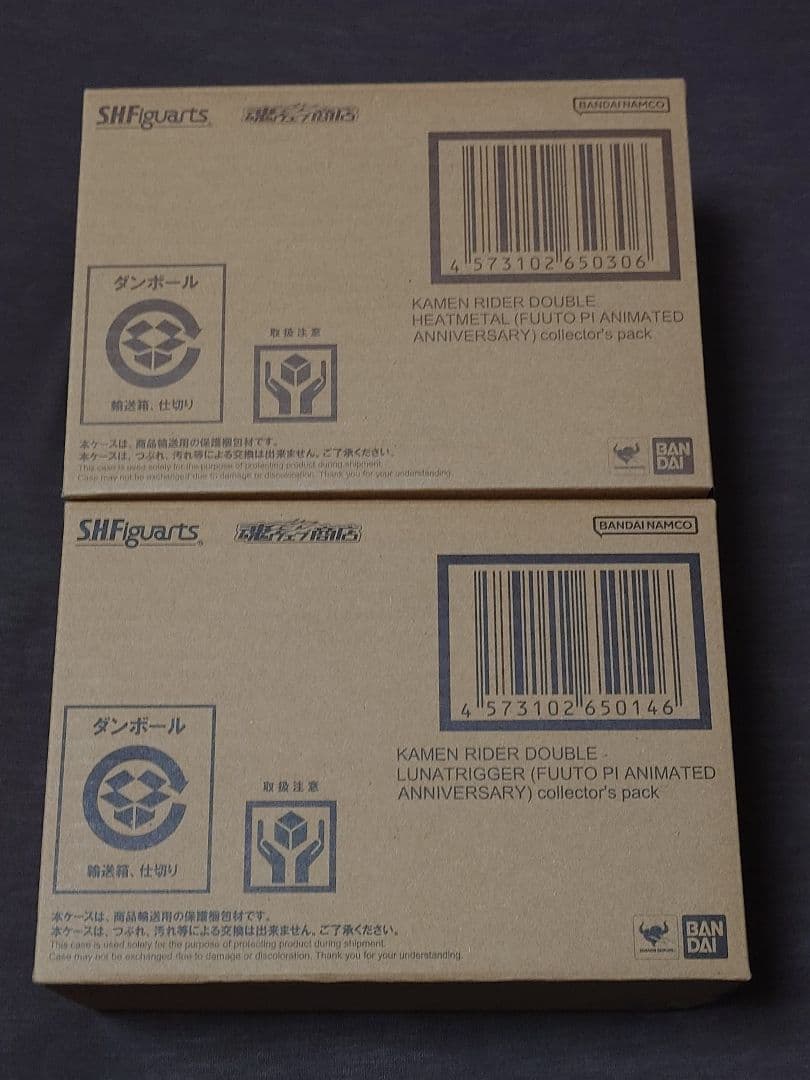 S.H.Figuarts 魂ウェブ商店 BANDAI NAMCO
4 573102 650306
KAMEN RIDER DOUBLE
HEATMETAL (FUUTO PI ANIMATED
ANNIVERSARY) collector's pack
ダンボール
輸送箱、仕切り
取扱注意
本ケースは、商品輸送用の保護梱包材です。
本ケースは、つぶれ、汚れ等による交換は出来ません。ご了承ください。
This case is used solely for the purpose of protecting product during shipment.
Case may not be exchanged due to damage or discoloration. Thank you for your understanding.
BAN
DAI
S.H.Figuarts 魂ウェブ商店 BANDAI NAMCO
4 573102 650146
KAMEN RIDER DOUBLE -
LUNATRIGGER (FUUTO PI ANIMATED
ANNIVERSARY) collector's pack
ダンボール
輸送箱、仕切り
取扱注意
本ケースは、商品輸送用の保護梱包材です。
本ケースは、つぶれ、汚れ等による交換は出来ません。ご了承ください。
This case is used solely for the purpose of protecting product during shipment.
Case may not be exchanged due to damage or discoloration. Thank you for your understanding.
BAN
DAI